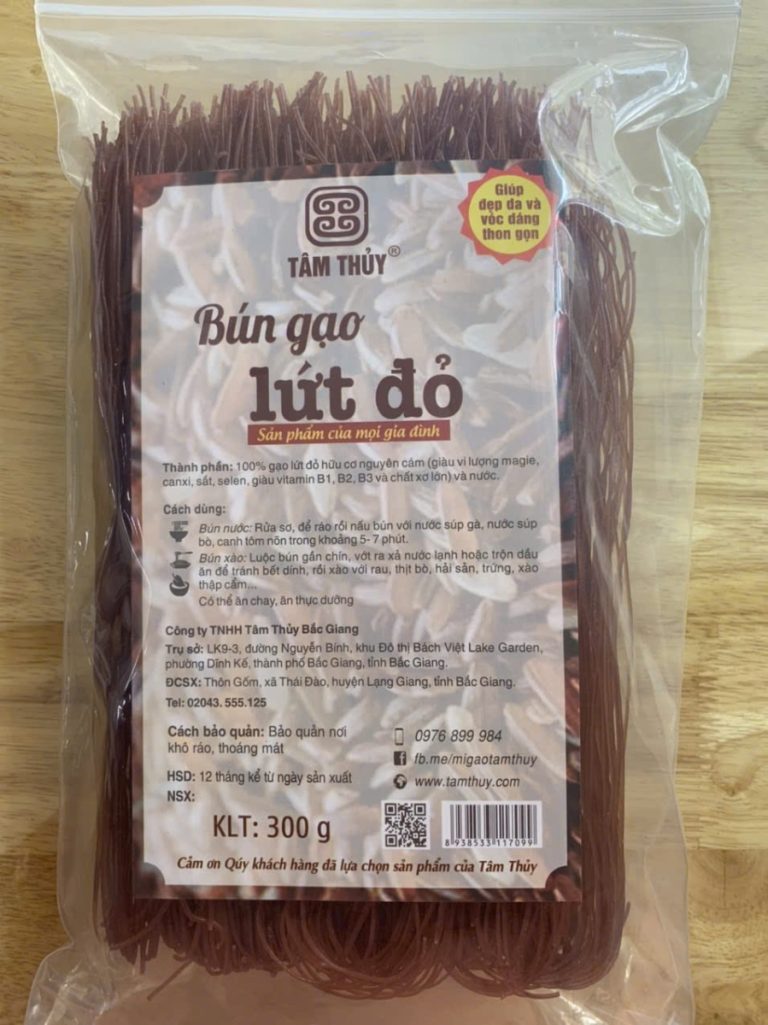 Giúp
đẹp da và
vóc dáng
thon gọn
TÂM THỦY®
Bún gạo
lứt đỏ
Sản phẩm của mọi gia đình
Thành phần: 100% gạo lứt đỏ hữu cơ nguyên cám (giàu vi lượng magie,
canxi, sắt, selen, giàu vitamin B1, B2, B3 và chất xơ lớn) và nước.
Cách dùng:
Bún nước: Rửa sơ, để ráo rồi nấu bún với nước súp gà, nước súp
bò, canh tôm nõn trong khoảng 5- 7 phút.
Bún xào: Luộc bún gần chín, vớt ra xả nước lạnh hoặc trộn dầu
ăn để tránh bết dính, rồi xào với rau, thịt bò, hải sản, trứng, xào
thập cẩm...
Có thể ăn chay, ăn thực dưỡng
Công ty TNHH Tâm Thủy Bắc Giang
Trụ sở: LK9-3, đường Nguyễn Bính, khu Đô thị Bách Việt Lake Garden,
phường Dĩnh Kế, thành phố Bắc Giang, tỉnh Bắc Giang.
ĐCSX: Thôn Gốm, xã Thái Đào, huyện Lạng Giang, tỉnh Bắc Giang.
Tel: 02043. 555.125
Cách bảo quản: Bảo quản nơi
khô ráo, thoáng mát
0976 899 984
fb.me/migaotamthuy
www.tamthuy.com
HSD: 12 tháng kể từ ngày sản xuất
NSX:
KLT: 300 g
8 938533 117099
Cảm ơn Qúy khách hàng đã lựa chọn sản phẩm của Tâm Thủy